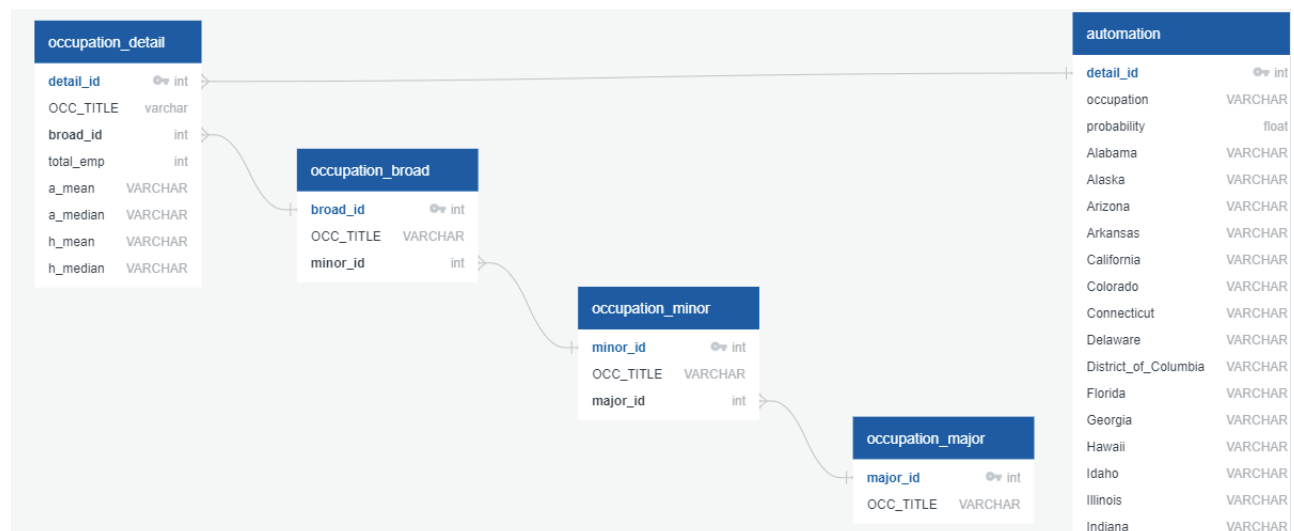 occupation_detail
detail_id int
OCC_TITLE varchar
broad_id int
total_emp int
a_mean VARCHAR
a_median VARCHAR
h_mean VARCHAR
h_median VARCHAR
occupation_broad
broad_id int
OCC_TITLE VARCHAR
minor_id int
occupation_minor
minor_id int
OCC_TITLE VARCHAR
major_id int
occupation_major
major_id int
OCC_TITLE VARCHAR
automation
detail_id int
occupation VARCHAR
probability float
Alabama VARCHAR
Alaska VARCHAR
Arizona VARCHAR
Arkansas VARCHAR
California VARCHAR
Colorado VARCHAR
Connecticut VARCHAR
Delaware VARCHAR
District_of_Columbia VARCHAR
Florida VARCHAR
Georgia VARCHAR
Hawaii VARCHAR
Idaho VARCHAR
Illinois VARCHAR
Indiana VARCHAR